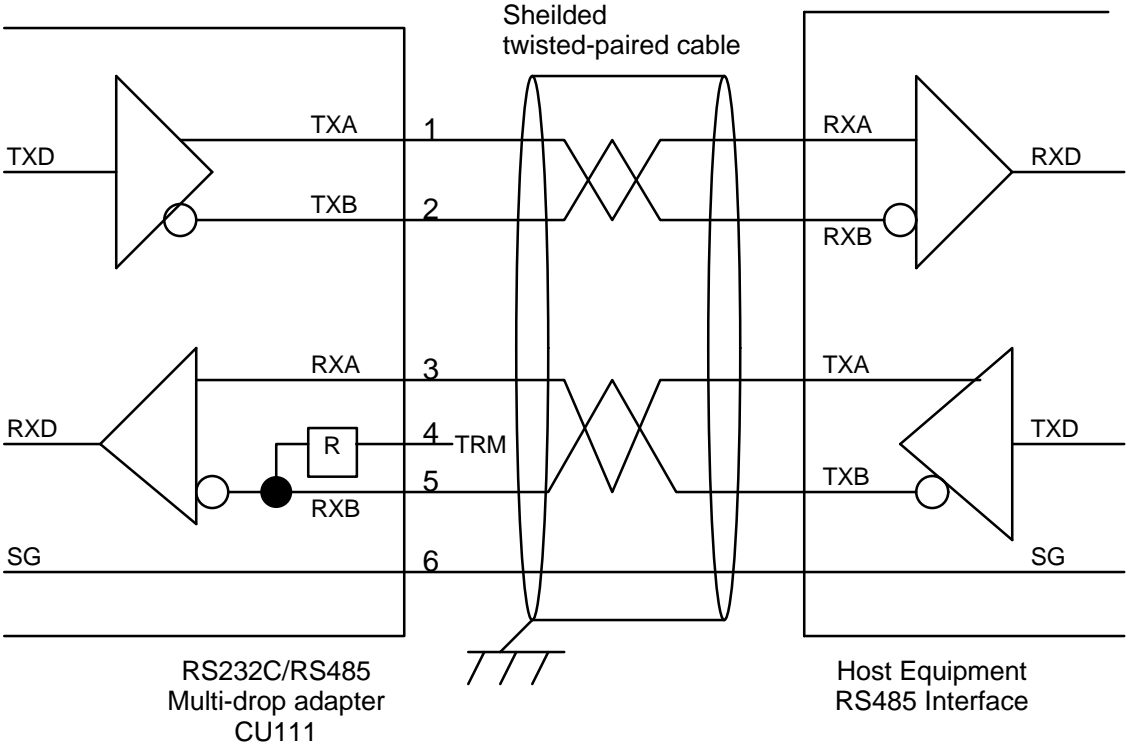 Sheilded
twisted-paired cable
TXA
1
RXA
TXD
RXD
TXB
2
RXB
RXA
3
TXA
RXD
R
4
TRM
TXD
5
TXB
RXB
SG
6
SG
RS232C/RS485
Multi-drop adapter
CU111
Host Equipment
RS485 Interface